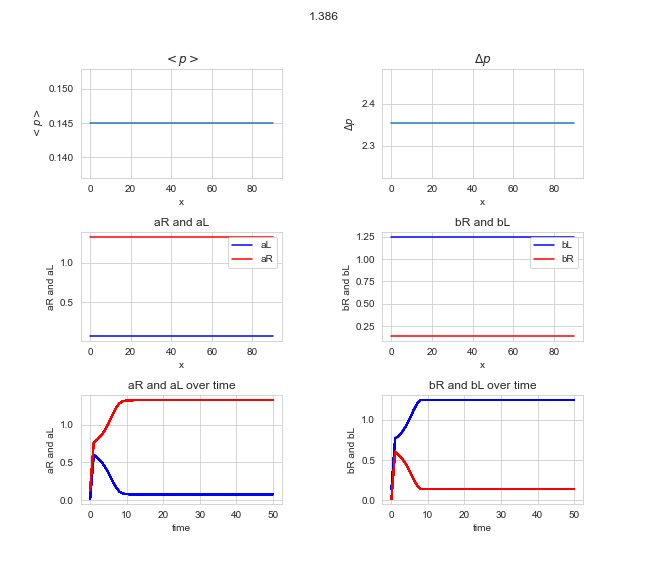 1.386
< p >
Δp
0.150
0.145
0.140
< p >
0 20 40 60 80
x
2.4
2.3
Δp
0 20 40 60 80
x
aR and aL
bR and bL
1.0
0.5
aR and aL
aL
aR
0 20 40 60 80
x
1.25
1.00
0.75
0.50
0.25
bR and bL
bL
bR
0 20 40 60 80
x
aR and aL over time
bR and bL over time
1.0
0.5
0.0
aR and aL
0 10 20 30 40 50
time
1.0
0.5
0.0
bR and bL
0 10 20 30 40 50
time